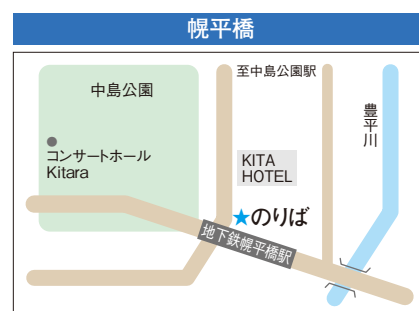 幌平橋
至中島公園駅
中島公園
豊平川
コンサートホール
Kitara
KITA
HOTEL
★のりば
地下鉄幌平橋駅